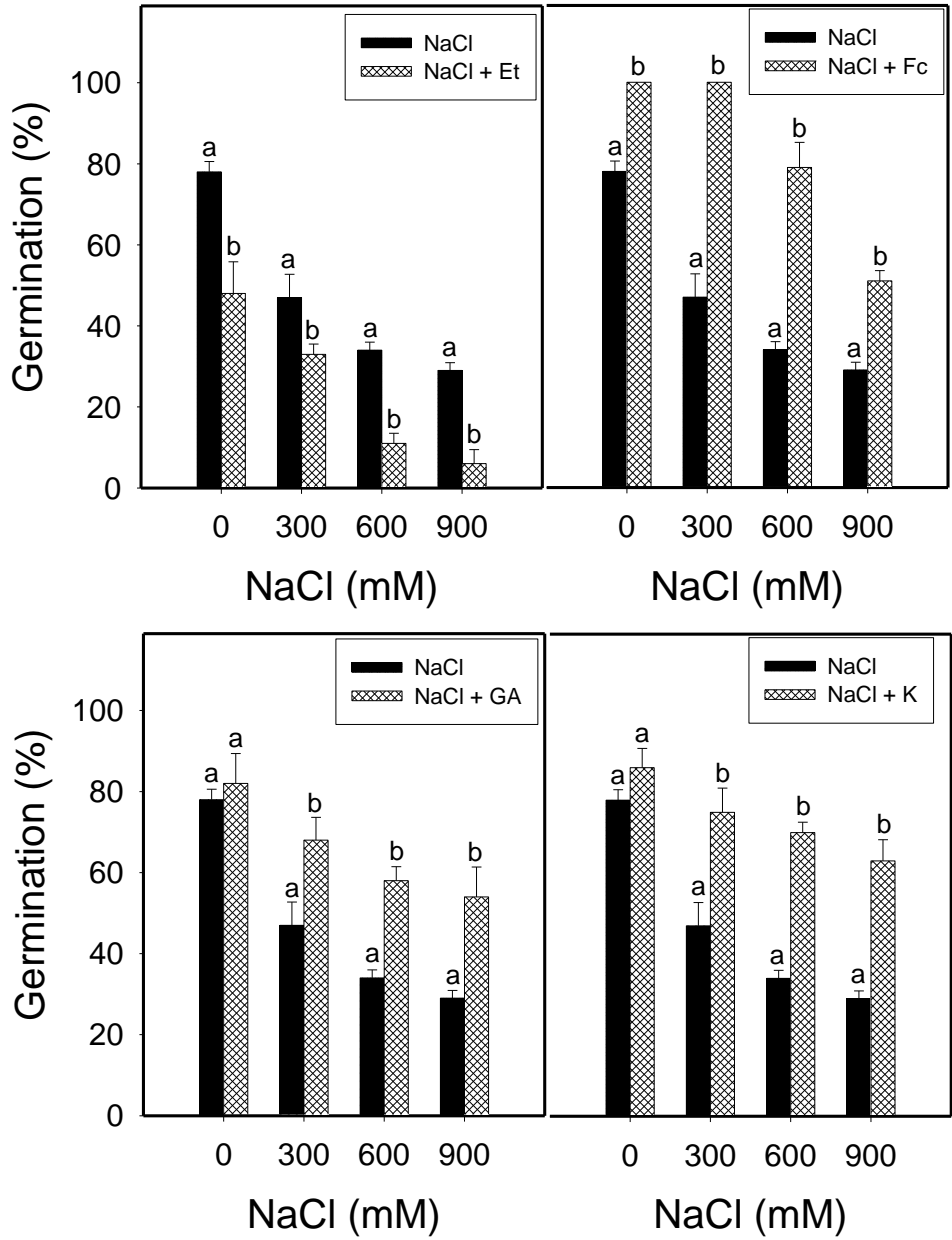 NaCl
NaCl + Et
Germination (%)
100
80
60
40
20
0
a
b
a
b
a
b
a
b
0 300 600 900
NaCl (mM)
NaCl
NaCl + Fc
a
b
a
b
a
b
a
b
0 300 600 900
NaCl (mM)
NaCl
NaCl + GA
Germination (%)
100
80
60
40
20
0
a
a
a
b
a
b
a
b
0 300 600 900
NaCl (mM)
NaCl
NaCl + K
a
a
a
b
a
b
a
b
0 300 600 900
NaCl (mM)